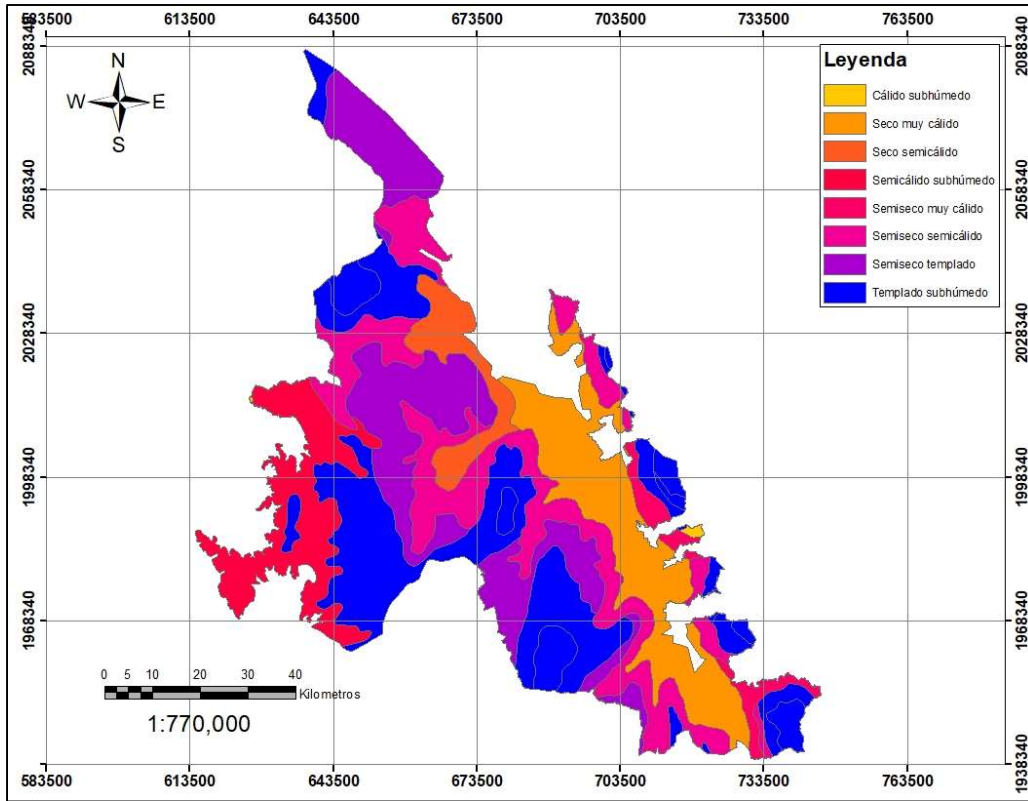 583500 613500 643500 673500 703500 733500 763500
2088340 2088340
N
W E
S
Leyenda
Cálido subhúmedo
Seco muy cálido
Seco semicálido
Semicálido subhúmedo
Semiseco muy cálido
Semiseco semicálido
Semiseco templado
Templado subhúmedo
2058340 2058340
2028340 2028340
1998340 1998340
1968340 1968340
0 5 10 20 30 40
Kilometros
1:770,000
1938340 1938340
583500 613500 643500 673500 703500 733500 763500